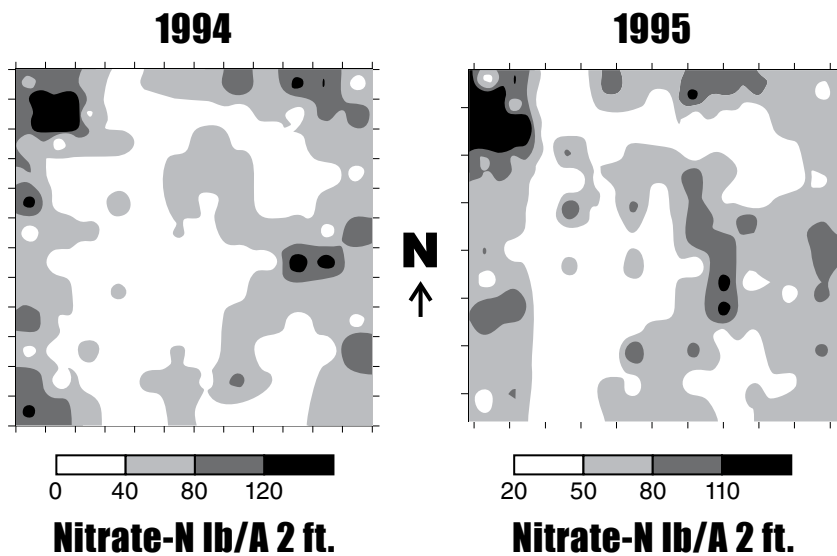 1994
1995
N
0 40 80 120
20 50 80 110
Nitrate-N lb/A 2 ft.
Nitrate-N lb/A 2 ft.